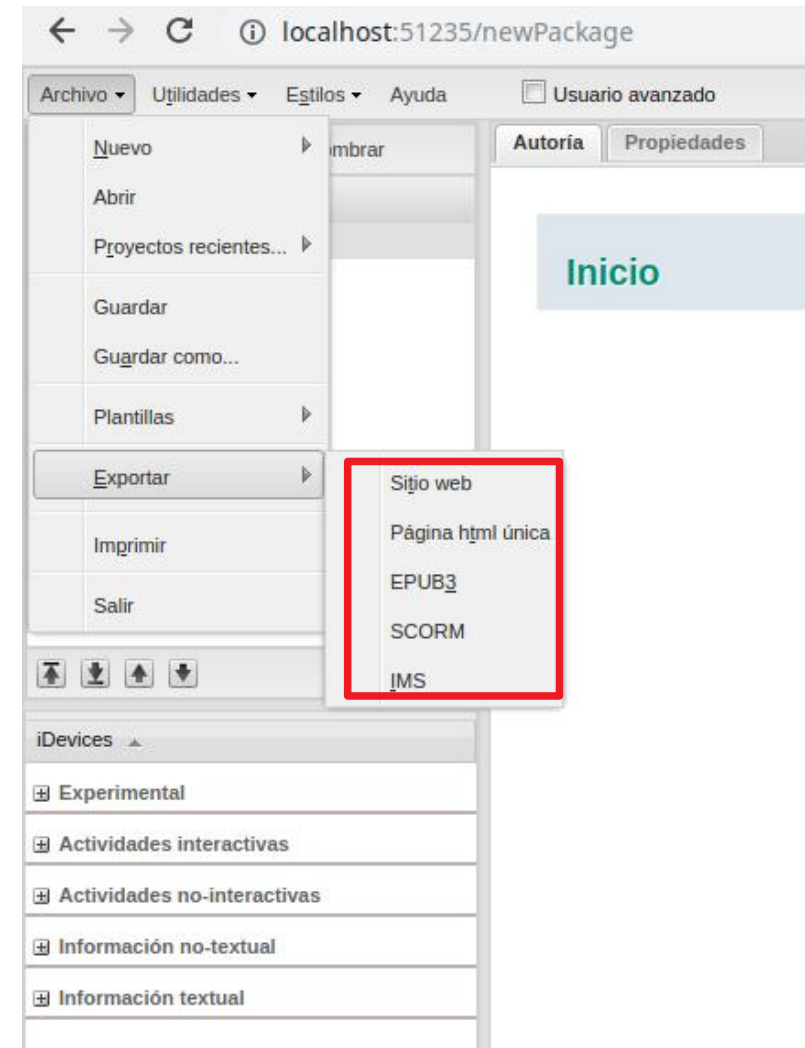 localhost:51235/newPackage
Archivo Utilidades Estilos Ayuda Usuario avanzado
Nuevo
Autoría Propiedades
Abrir
Proyectos recientes...
Inicio
Guardar
Guardar como...
Plantillas
Exportar
Sitio web
Página html única
Imprimir
EPUB3
Salir
SCORM
IMS
iDevices
Experimental
Actividades interactivas
Actividades no-interactivas
Información no-textual
Información textual